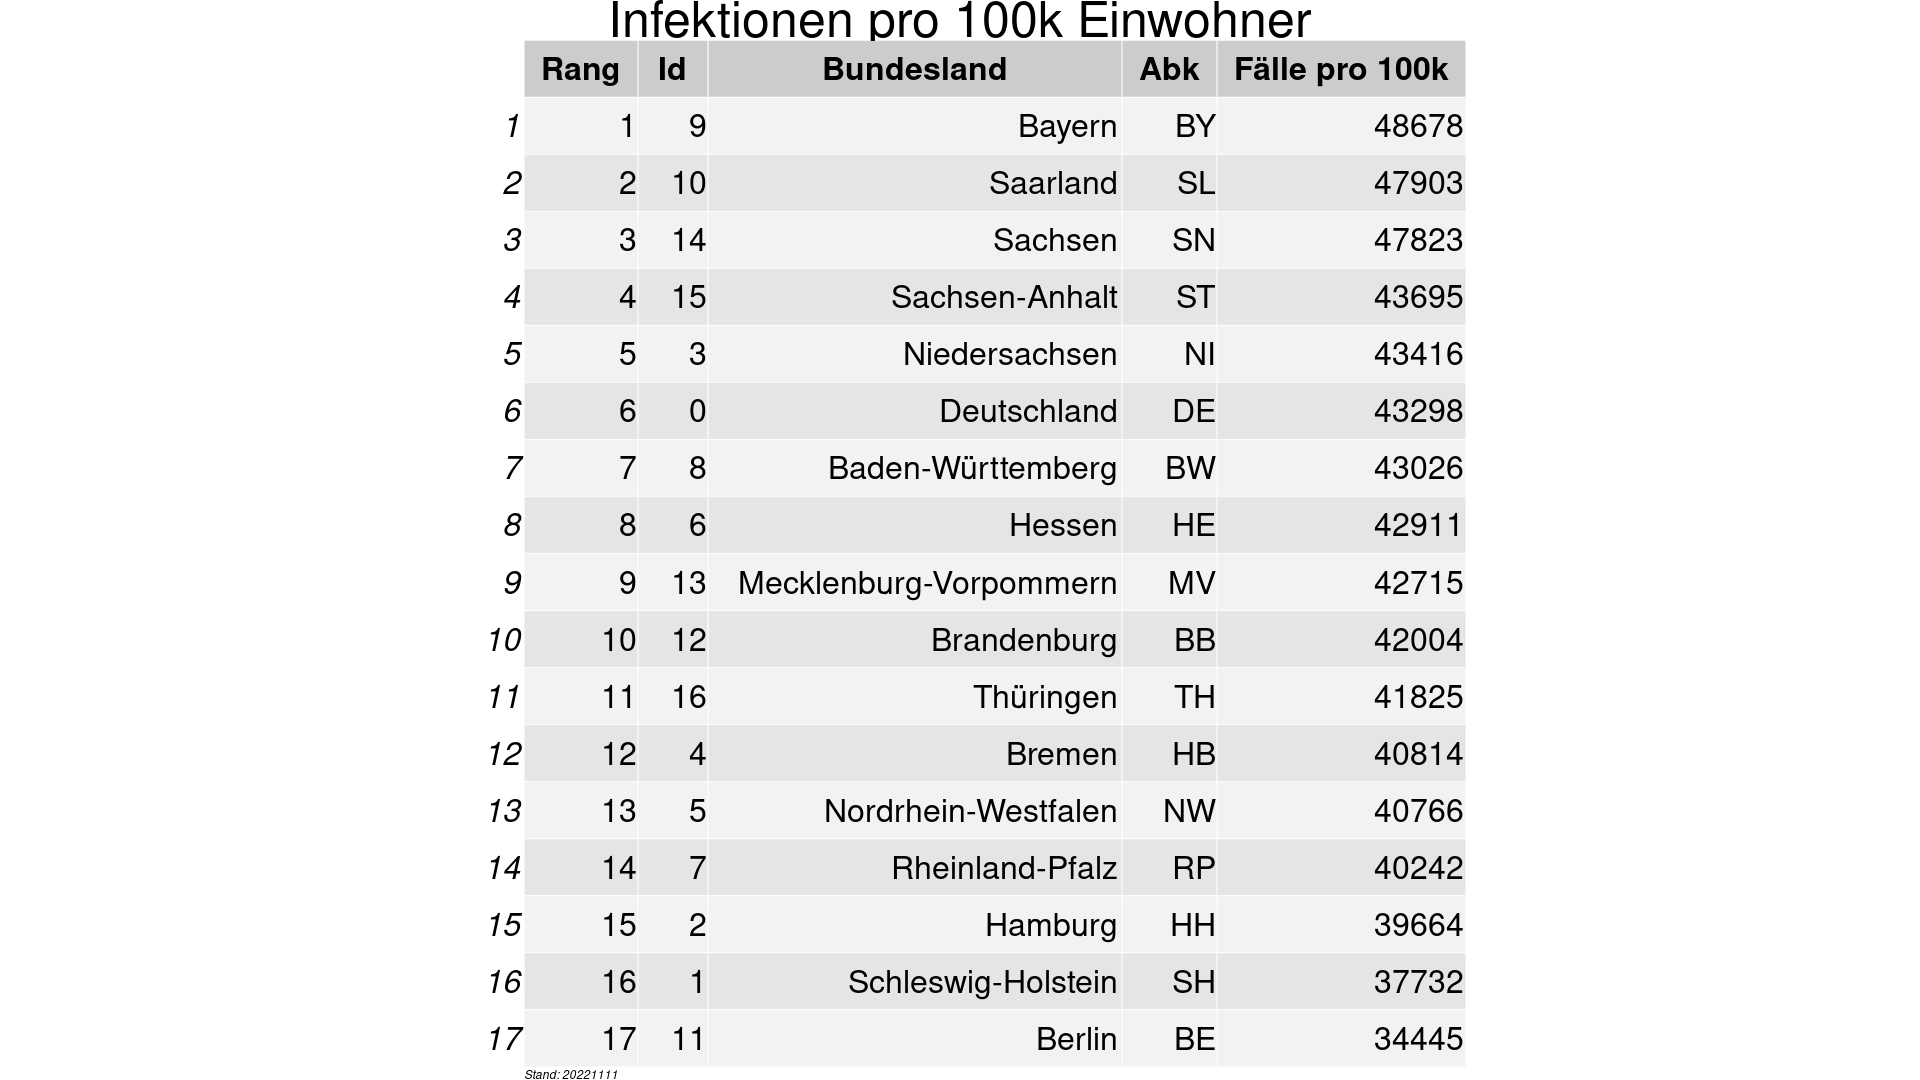 Infektionen pro 100k Einwohner
Rang Id Bundesland Abk Fälle pro 100k
1 1 9 Bayern BY 48678
2 2 10 Saarland SL 47903
3 3 14 Sachsen SN 47823
4 4 15 Sachsen-Anhalt ST 43695
5 5 3 Niedersachsen NI 43416
6 6 0 Deutschland DE 43298
7 7 8 Baden-Württemberg BW 43026
8 8 6 Hessen HE 42911
9 9 13 Mecklenburg-Vorpommern MV 42715
10 10 12 Brandenburg BB 42004
11 11 16 Thüringen TH 41825
12 12 4 Bremen HB 40814
13 13 5 Nordrhein-Westfalen NW 40766
14 14 7 Rheinland-Pfalz RP 40242
15 15 2 Hamburg HH 39664
16 16 1 Schleswig-Holstein SH 37732
17 17 11 Berlin BE 34445
Stand: 20221111